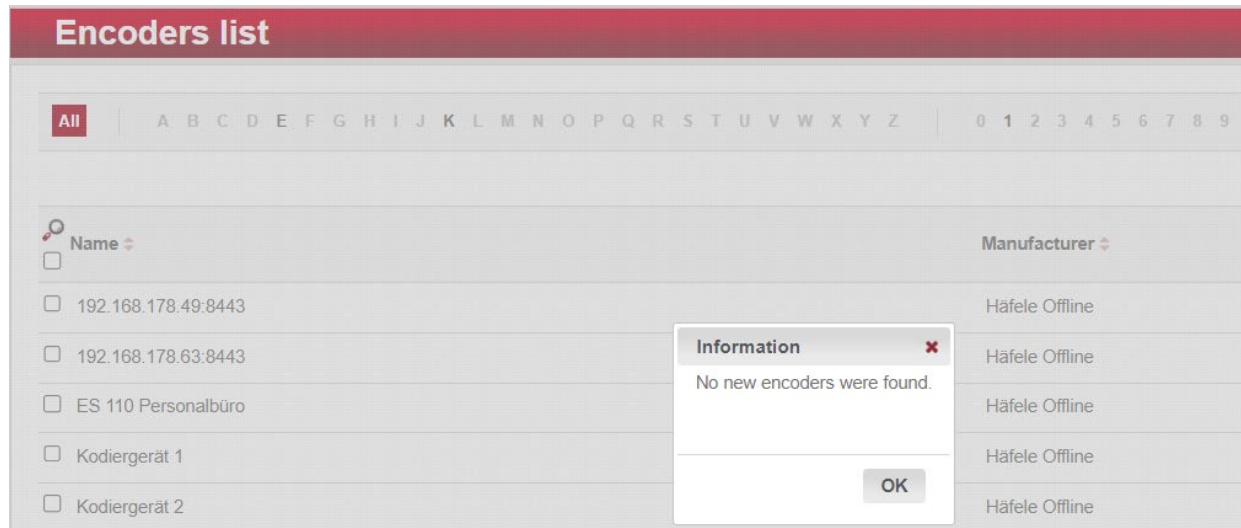 Encoders list
All A B C D E F G H I J K L M N O P Q R S T U V W X Y Z 0 1 2 3 4 5 6 7 8 9
Name Manufacturer
192.168.178.49:8443 Häfele Offline
192.168.178.63:8443 Häfele Offline
ES 110 Personalbüro Häfele Offline
Kodiergerät 1 Häfele Offline
Kodiergerät 2 Häfele Offline
Information
No new encoders were found.
OK